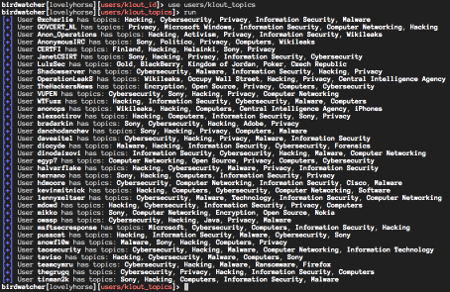 birdwatcher[lovelyhorse][users/klout_id]> use users/klout_topics
birdwatcher[lovelyhorse][users/klout_topics]> run
User 0xcharlie has topics: Hacking, Cybersecurity, Privacy, Information Security, Malware
User GOVCERT_NL has topics: Privacy, Microsoft Windows, Information Security, Computer Networking, Hacking
User Anon_Operations has topics: Hacking, Activism, Privacy, Information Security, Wikileaks
User AnonymousIRC has topics: Sony, Politico, Privacy, Computers, Wikileaks
User CERTFI has topics: Finland, Hacking, Helsinki, Sony, Privacy
User JanetCSIRT has topics: Sony, Hacking, Privacy, Information Security, Cybersecurity
User LulzSec has topics: Gold, BlackBerry, Kingdom of Jordan, Poker, Czech Republic
User Shadowserver has topics: Cybersecurity, Malware, Information Security, Hacking, Privacy
User OperationLeakS has topics: Wikileaks, Occupy Wall Street, Hacking, Privacy, Central Intelligence Agency
User TheHackersNews has topics: Encryption, Open Source, Privacy, Computers, Cybersecurity
User VUPEN has topics: Cybersecurity, Sony, Hacking, Privacy, Computer Networking
User WTFuzz has topics: Hacking, Information Security, Cybersecurity, Malware, Computers
User anonops has topics: Wikileaks, Hacking, Computers, Central Intelligence Agency, iPhones
User alexsotirov has topics: Hacking, Computers, Information Security, Sony, Privacy
User bradarkin has topics: Sony, Cybersecurity, Hacking, Adobe, Privacy
User danchodanchev has topics: Sony, Hacking, Privacy, Computers, Malware
User daveaitel has topics: Cybersecurity, Hacking, Privacy, Malware, Information Security
User diocyde has topics: Malware, Hacking, Information Security, Cybersecurity, Forensics
User dinodaizovi has topics: Information Security, Cybersecurity, Hacking, Malware, Computer Networking
User egyp7 has topics: Computer Networking, Open Source, Privacy, Computers, Cybersecurity
User halvarflake has topics: Hacking, Cybersecurity, Malware, Information Security, Privacy
User hernano has topics: Sony, Hacking, Computers, Information Security, Privacy
User hdmoore has topics: Cybersecurity, Computer Networking, Information Security, Cisco, Malware
User kevinmitnick has topics: Hacking, Computers, Cybersecurity, Computer Networking, Software
User lennyzeltser has topics: Cybersecurity, Malware, Technology, Information Security, Computer Networking
User mdowd has topics: Hacking, Privacy, Computers, Information Security, Cybersecurity
User mikko has topics: Sony, Computer Networking, Encryption, Open Source, Nokia
User owasp has topics: Cybersecurity, Hacking, Java, Privacy, Malware
User msftsecresponse has topics: Microsoft, Cybersecurity, Computers, Information Security, Hacking
User pusscat has topics: Hacking, Information Security, Malware, Cybersecurity, Sony
User snowfl0w has topics: Malware, Sony, Hacking, Computers, Privacy
User taosecurity has topics: Cybersecurity, Hacking, Malware, Computer Networking, Information Technology
User taviso has topics: Hacking, Cybersecurity, Malware, Computers, Sony
User teamcymru has topics: Cybersecurity, Hacking, Malware, Ransomware, Firefox
User thegrugq has topics: Cybersecurity, Privacy, Hacking, Information Security, Computers
User tinman2k has topics: Sony, Hacking, Computers, Information Security, Malware
birdwatcher[lovelyhorse][users/klout_topics]>